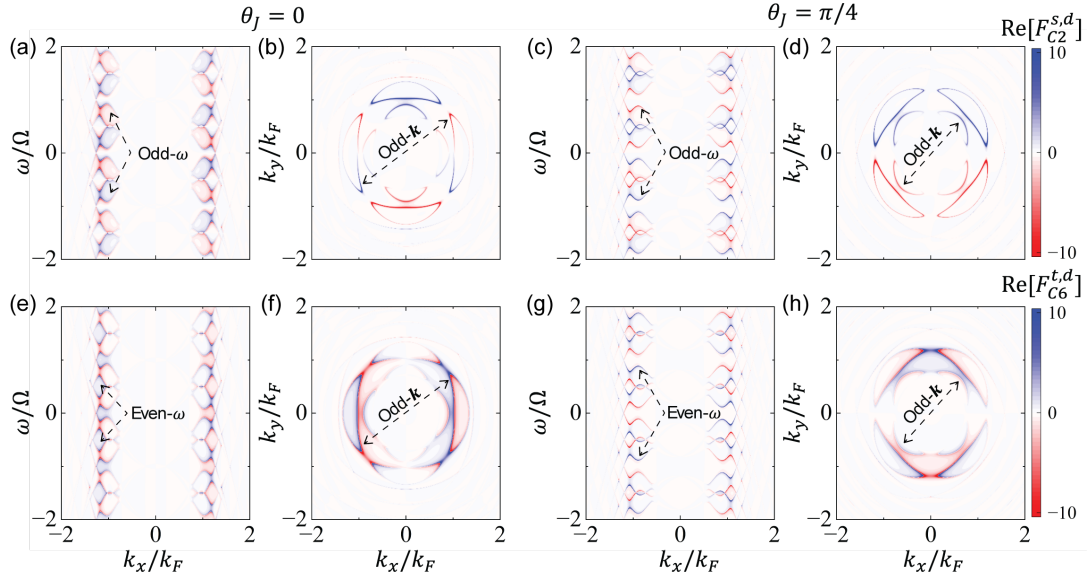 θ_J = 0
θ_J = π/4
Re[F_{C2}^{s,d}]
(a)
(b)
(c)
(d)
2
0
−2
ω/Ω
Odd-ω
2
0
−2
k_y/k_F
Odd-k
2
0
−2
ω/Ω
Odd-ω
2
0
−2
k_y/k_F
Odd-k
10
0
−10
Re[F_{C6}^{t,d}]
(e)
(f)
(g)
(h)
2
0
−2
ω/Ω
Even-ω
−2
0
2
k_x/k_F
2
0
−2
k_y/k_F
Odd-k
−2
0
2
k_x/k_F
2
0
−2
ω/Ω
Even-ω
−2
0
2
k_x/k_F
2
0
−2
k_y/k_F
Odd-k
−2
0
2
k_x/k_F
10
0
−10